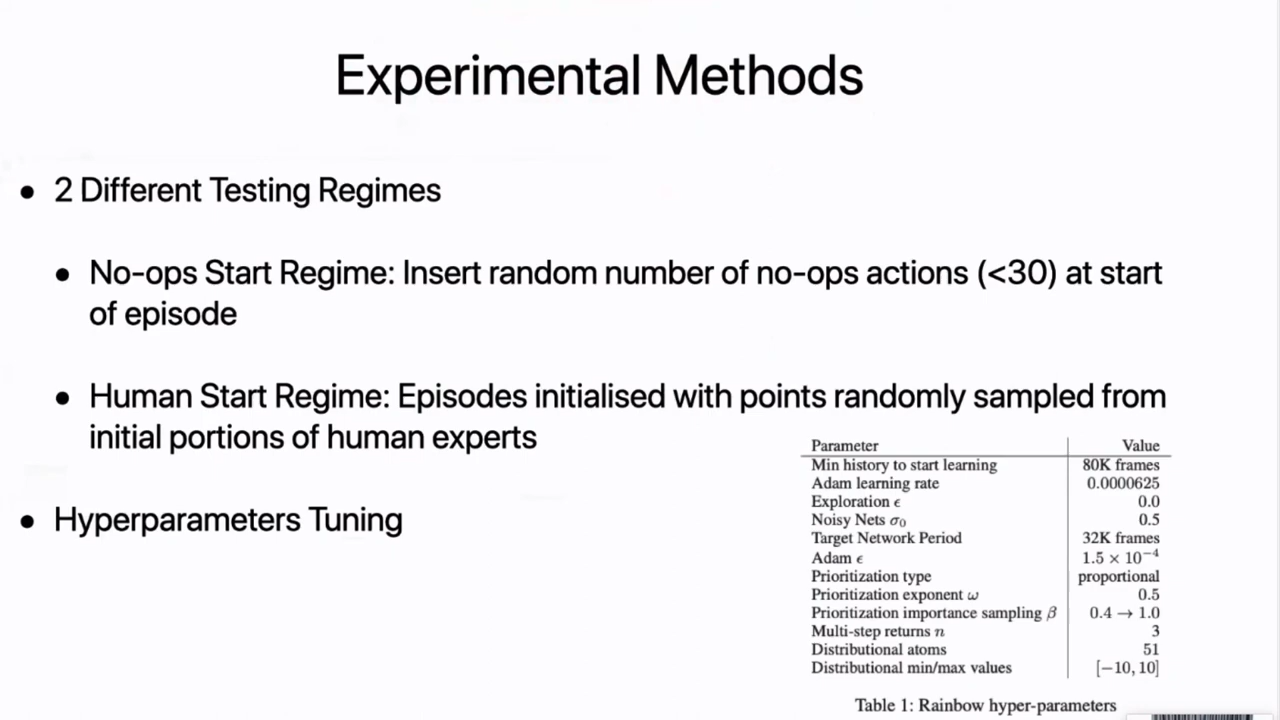 Experimental Methods
• 2 Different Testing Regimes
• No-ops Start Regime: Insert random number of no-ops actions (<30) at start
of episode
• Human Start Regime: Episodes initialised with points randomly sampled from
initial portions of human experts
• Hyperparameters Tuning
Parameter Value
Min history to start learning 80K frames
Adam learning rate 0.0000625
Exploration ϵ 0.0
Noisy Nets σ₀ 0.5
Target Network Period 32K frames
Adam ϵ 1.5 × 10⁻⁴
Prioritization type proportional
Prioritization exponent ω 0.5
Prioritization importance sampling β 0.4 → 1.0
Multi-step returns n 3
Distributional atoms 51
Distributional min/max values [−10, 10]
Table 1: Rainbow hyper-parameters